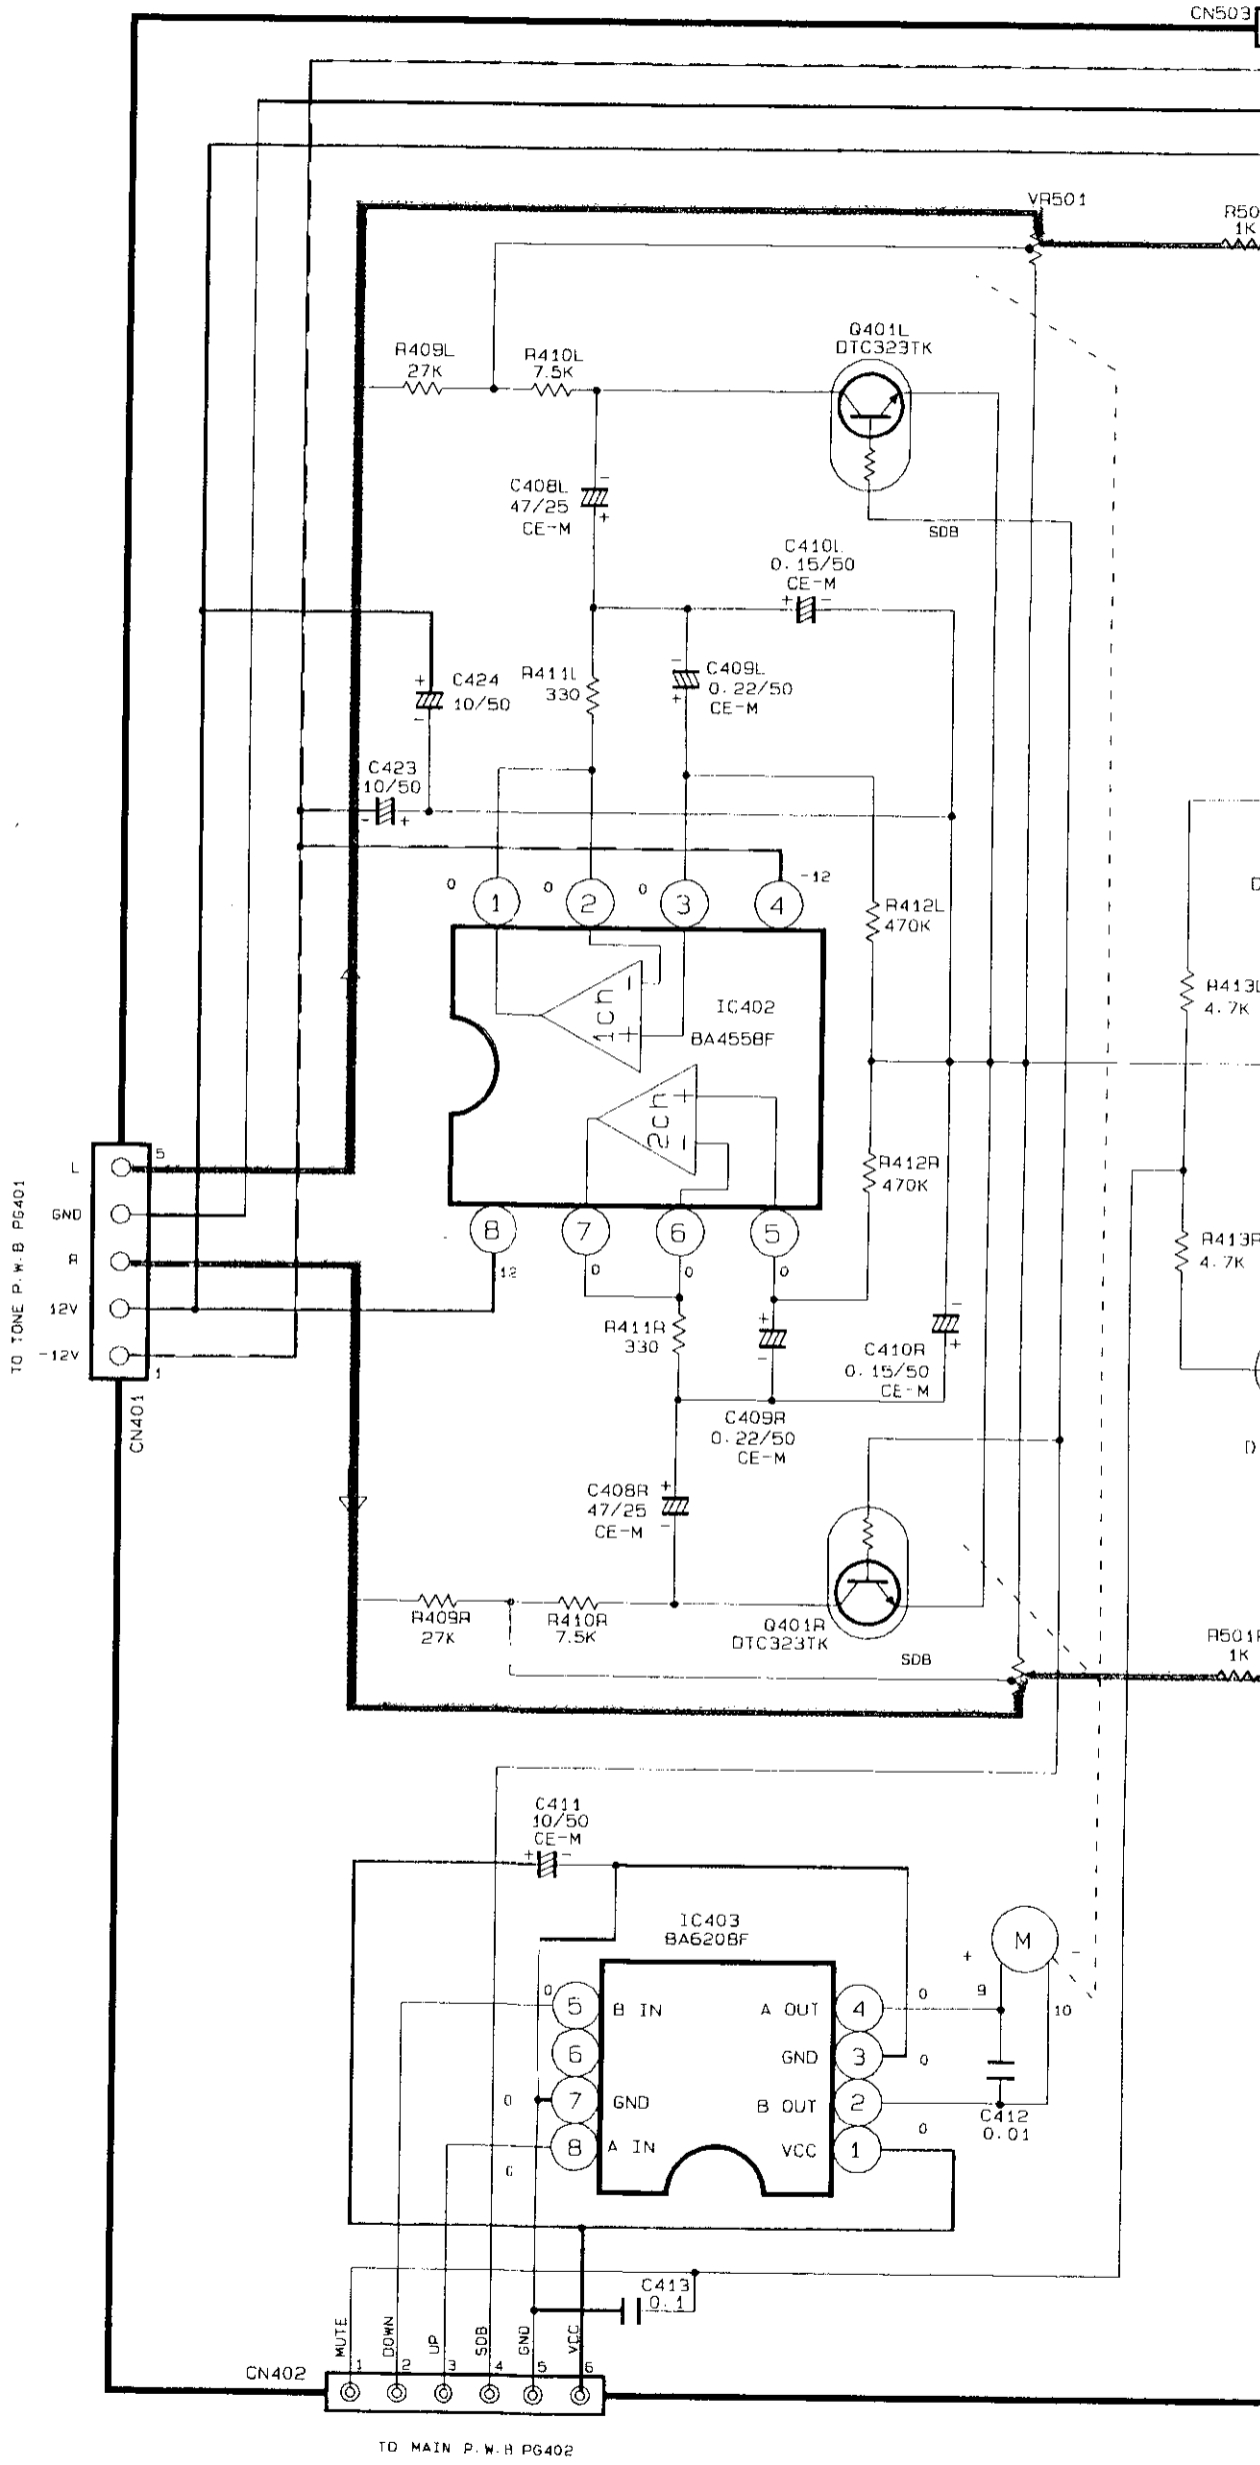 CN503
VR501
R50
1K
Q401L
DTC323TK
R409L
27K
R410L
7.5K
C408L
47/25
CE-M
SDB
C410L
0.15/50
CE-M
C424
10/50
R411L
330
C409L
0.22/50
CE-M
C423
10/50
0
0
0
-12
1
2
3
4
R412L
470K
1ch
IC402
BA4558F
R413L
4.7K
2ch
R412R
470K
8
7
6
5
12
0
0
0
R413R
4.7K
TO TONE P.W.B PG401
L
GND
R
12V
-12V
5
1
CN401
R411R
330
C410R
0.15/50
CE-M
C409R
0.22/50
CE-M
D
C408R
47/25
CE-M
R409R
27K
R410R
7.5K
Q401R
DTC323TK
SDB
R501R
1K
C411
10/50
CE-M
IC403
BA6208F
M
+
-
9
10
0
5
B IN
A OUT
4
0
6
GND
3
0
0
7
GND
B OUT
2
0
8
A IN
VCC
1
C412
0.01
C413
0.1
MUTE
DOWN
UP
SDB
GND
VCC
1
2
3
4
5
6
CN402
TO MAIN P.W.B PG402